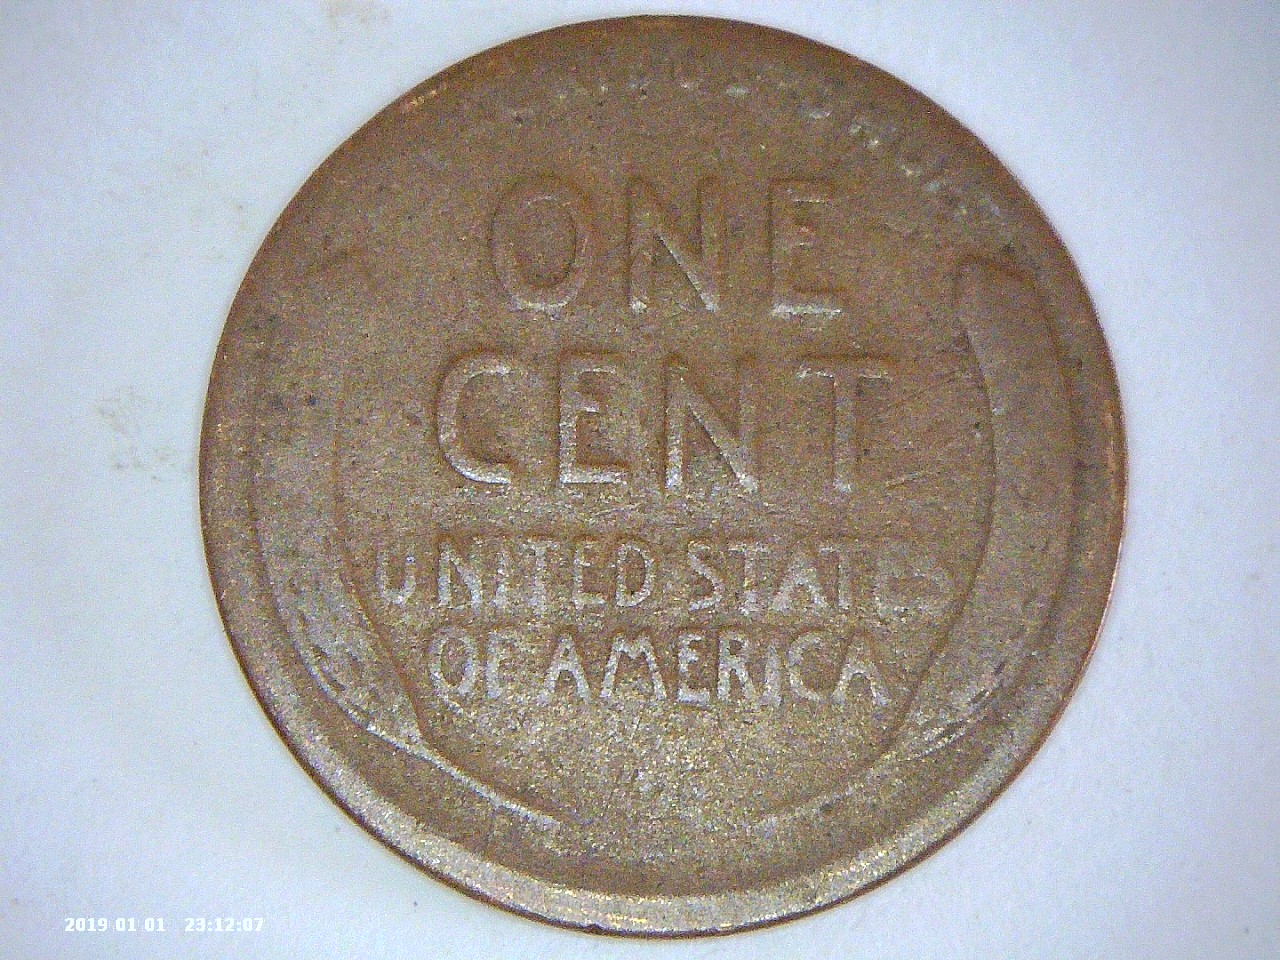 ONE
CENT
UNITED STATES
OF AMERICA
2019 01 01 23:12:07